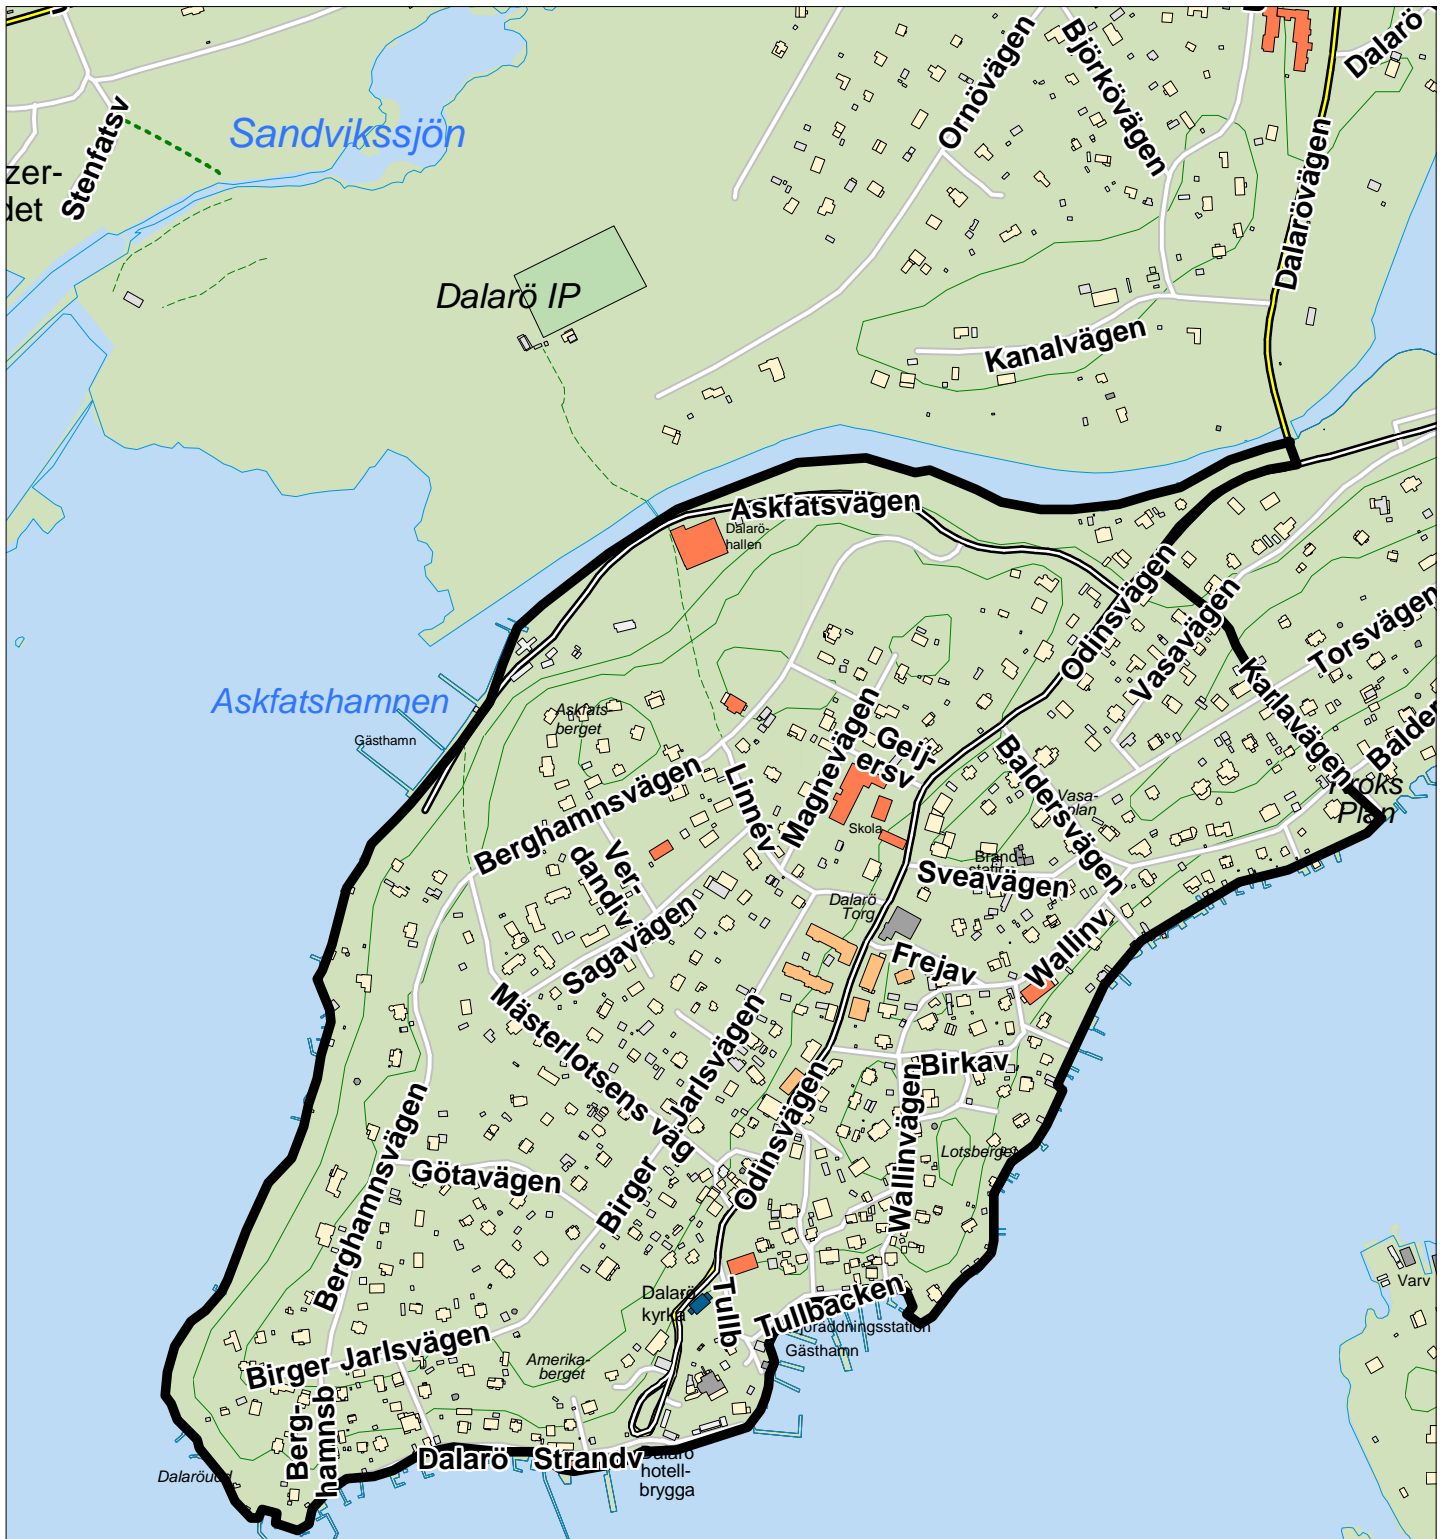 Ornövägen
Björkövägen
Dalarö
Stenfatsv
Sandvikssjön
zer-
det
Dalarövägen
Dalarö IP
Kanalvägen
Askfatsvägen
Dalarö-
hallen
Odinsvägen
Vasavägen
Torsvägen
Karlavägen
Balder
Askfatshamnen
Gästhamn
Askfats
berget
Magnevägen
Geij-
ersv
Baldersvägen
Linnév
Berghamnsvägen
Vasa-
plan
Plan
Skola
Ver-
dandiv
Brand-
Sveavägen
Sagavägen
Dalarö
Torg
Frejav
Wallinv
Mästerlotsens väg
Birger Jarlsvägen
Birkav
Odinsvägen
Wallinvägen
Lotsberget
Berghamnsvägen
Götavägen
Dalarö
kyrka
Tullb
Tullbacken
Gästhamn
Varv
Birger Jarlsvägen
Amerika-
berget
Berg-
hamnsb
Dalarö Strandv
Dalarö
hotell-
brygga